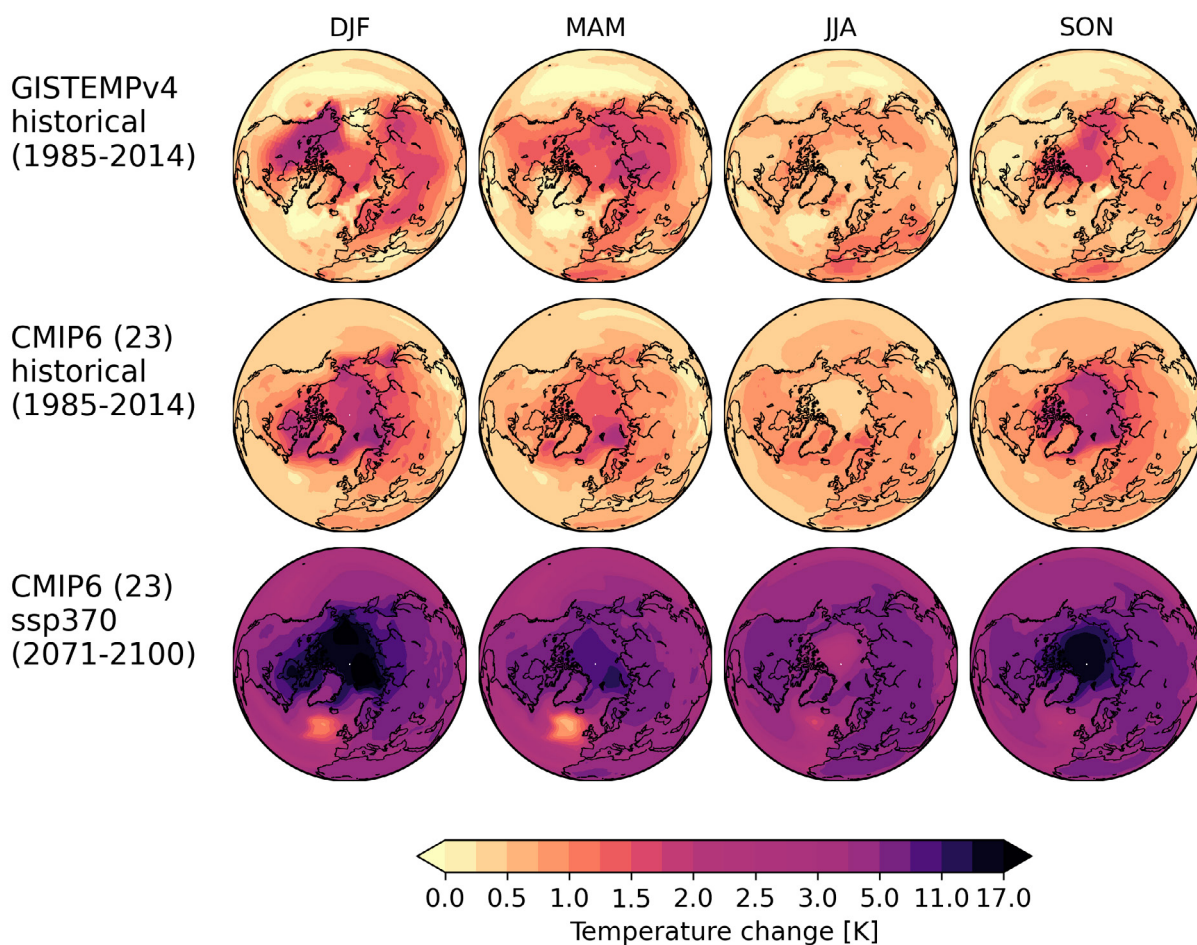 DJF MAM JJA SON
GISTEMPv4
historical
(1985-2014)
CMIP6 (23)
historical
(1985-2014)
CMIP6 (23)
ssp370
(2071-2100)
0.0 0.5 1.0 1.5 2.0 3.0 5.0 11.0 17.0
Temperature change [K]